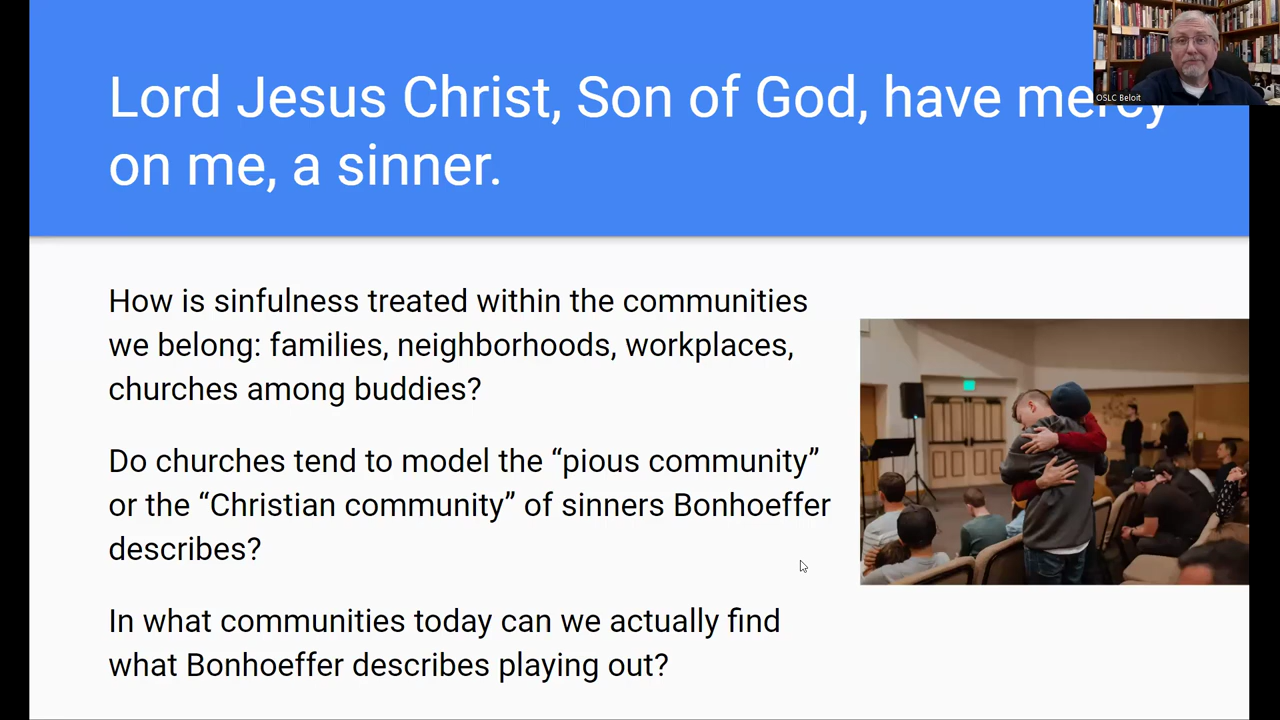 Lord Jesus Christ, Son of God, have mercy
on me, a sinner.
OSLC Beloit
How is sinfulness treated within the communities
we belong: families, neighborhoods, workplaces,
churches among buddies?
Do churches tend to model the “pious community”
or the “Christian community” of sinners Bonhoeffer
describes?
In what communities today can we actually find
what Bonhoeffer describes playing out?